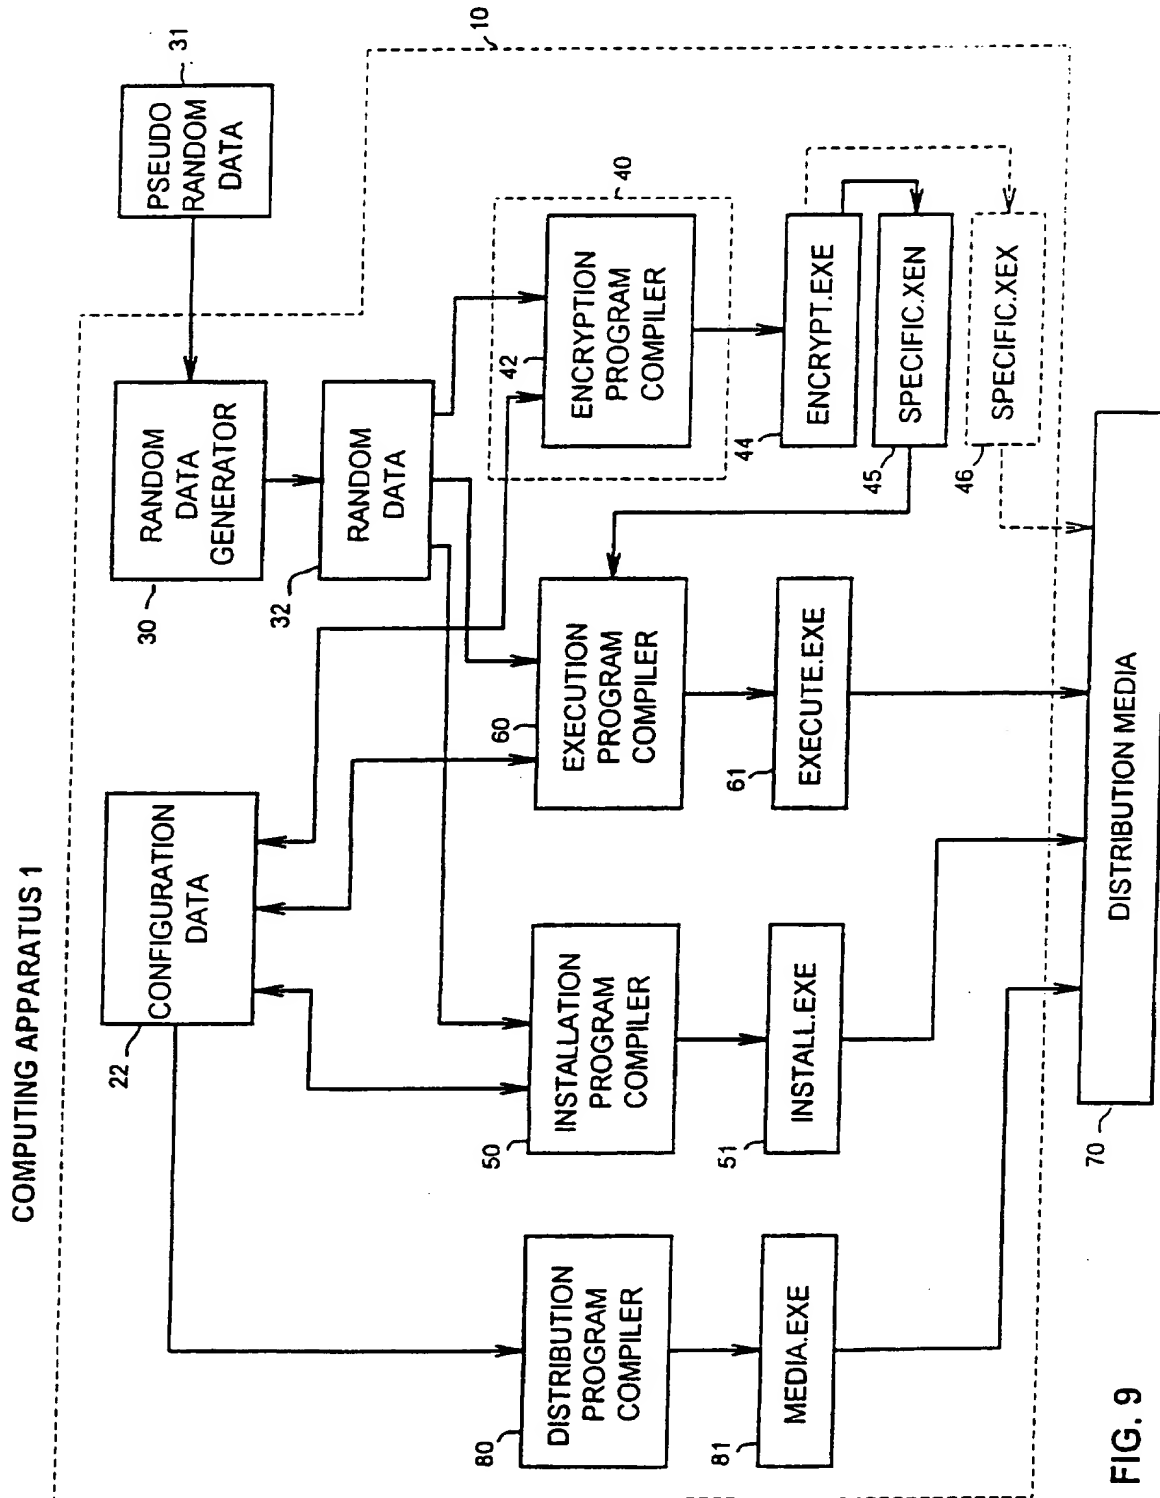 COMPUTING APPARATUS 1
10
PSEUDO
RANDOM
DATA
31
RANDOM
DATA
GENERATOR
30
RANDOM
DATA
32
CONFIGURATION
DATA
22
DISTRIBUTION
PROGRAM
COMPILER
80
INSTALLATION
PROGRAM
COMPILER
50
EXECUTION
PROGRAM
COMPILER
60
40
42
ENCRYPTION
PROGRAM
COMPILER
MEDIA.EXE
81
INSTALL.EXE
51
EXECUTE.EXE
61
ENCRYPT.EXE
44
SPECIFIC.XEN
45
SPECIFIC.XEX
46
DISTRIBUTION MEDIA
70
FIG. 9